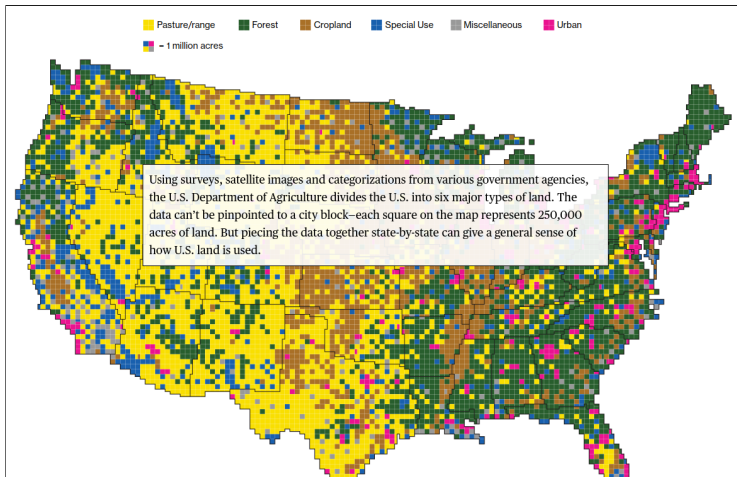 Pasture/range Forest Cropland Special Use Miscellaneous Urban
= 1 million acres
Using surveys, satellite images and categorizations from various government agencies,
the U.S. Department of Agriculture divides the U.S. into six major types of land. The
data can’t be pinpointed to a city block–each square on the map represents 250,000
acres of land. But piecing the data together state-by-state can give a general sense of
how U.S. land is used.